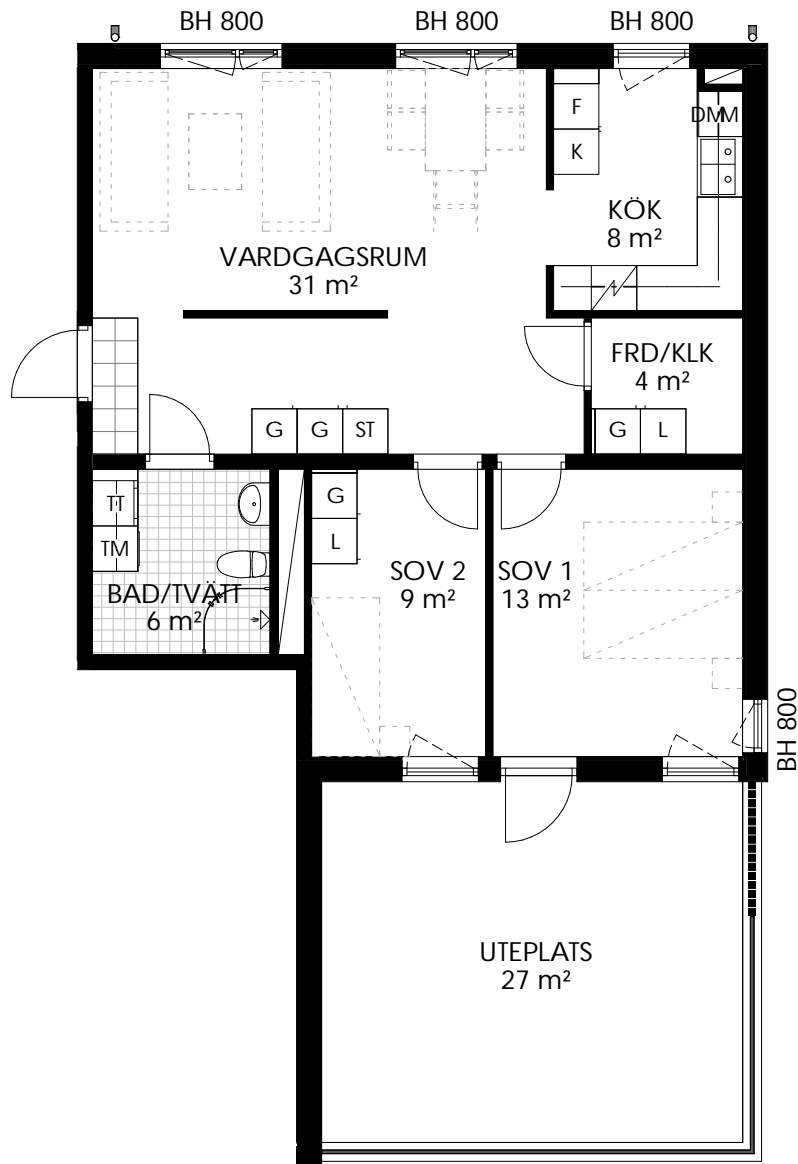 BH 800
BH 800
BH 800
F
K
DMM
KÖK
8 m²
VARDGAGSRUM
31 m²
FRD/KLK
4 m²
G
G
ST
G
L
TT
TM
G
L
BAD/TVÄTT
6 m²
SOV 2
9 m²
SOV 1
13 m²
BH 800
UTEPLATS
27 m²